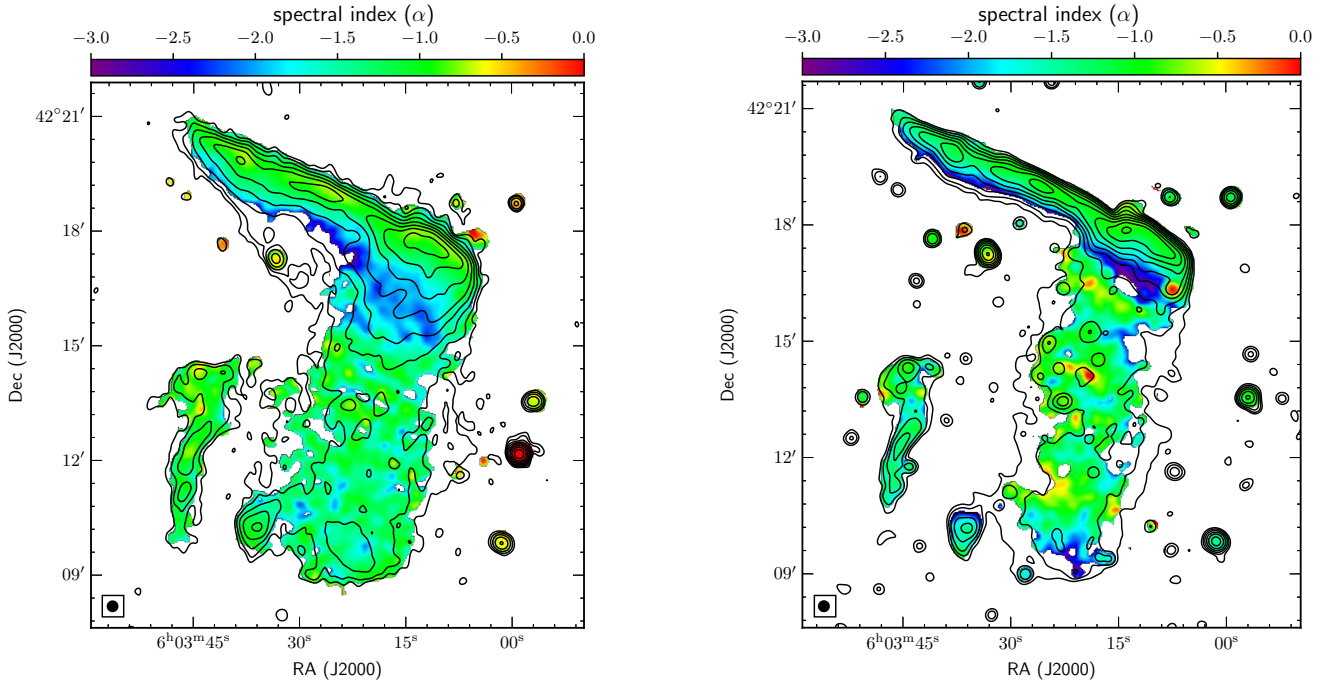 spectral index (α)
−3.0 −2.5 −2.0 −1.5 −1.0 −0.5 0.0
42°21′
18′
15′
12′
09′
Dec (J2000)
6ʰ03ᵐ45ˢ 30ˢ 15ˢ 00ˢ
RA (J2000)
spectral index (α)
−3.0 −2.5 −2.0 −1.5 −1.0 −0.5 0.0
42°21′
18′
15′
12′
09′
Dec (J2000)
6ʰ03ᵐ45ˢ 30ˢ 15ˢ 00ˢ
RA (J2000)